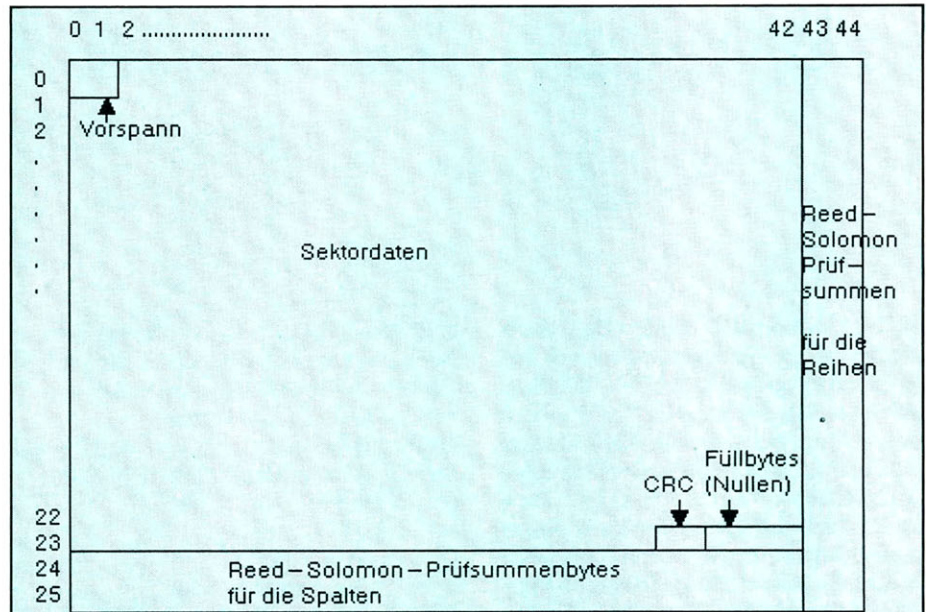 0 1 2 ...................... 42 43 44
0
1
2 Vorspann
.
.
.
.
.
.
Sektordaten
Reed–
Solomon
Prüf–
summen
für die
Reihen
Füllbytes
CRC (Nullen)
22
23
24 Reed–Solomon–Prüfsummenbytes
25 für die Spalten